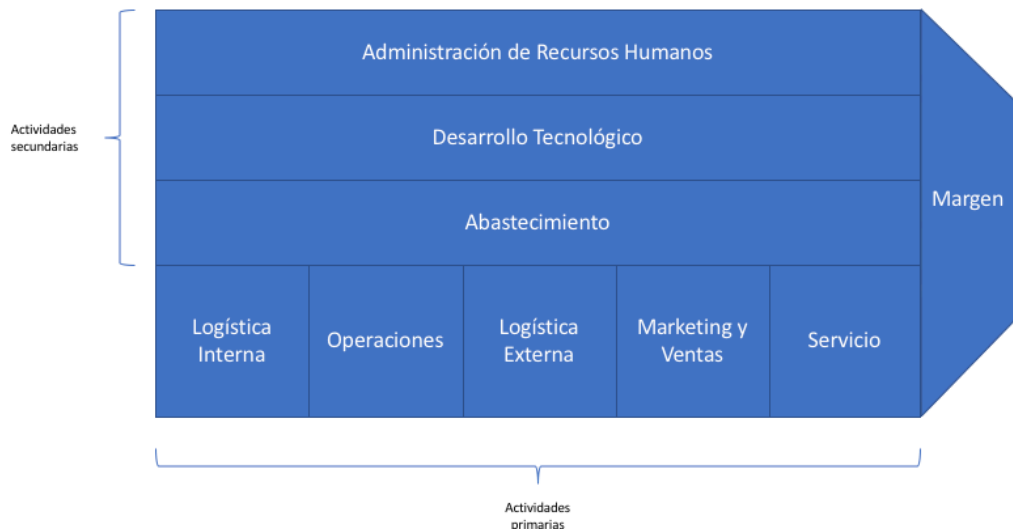 Administración de Recursos Humanos
Actividades
secundarias
Desarrollo Tecnológico
Abastecimiento
Margen
Logística
Interna
Operaciones
Logística
Externa
Marketing y
Ventas
Servicio
Actividades
primarias